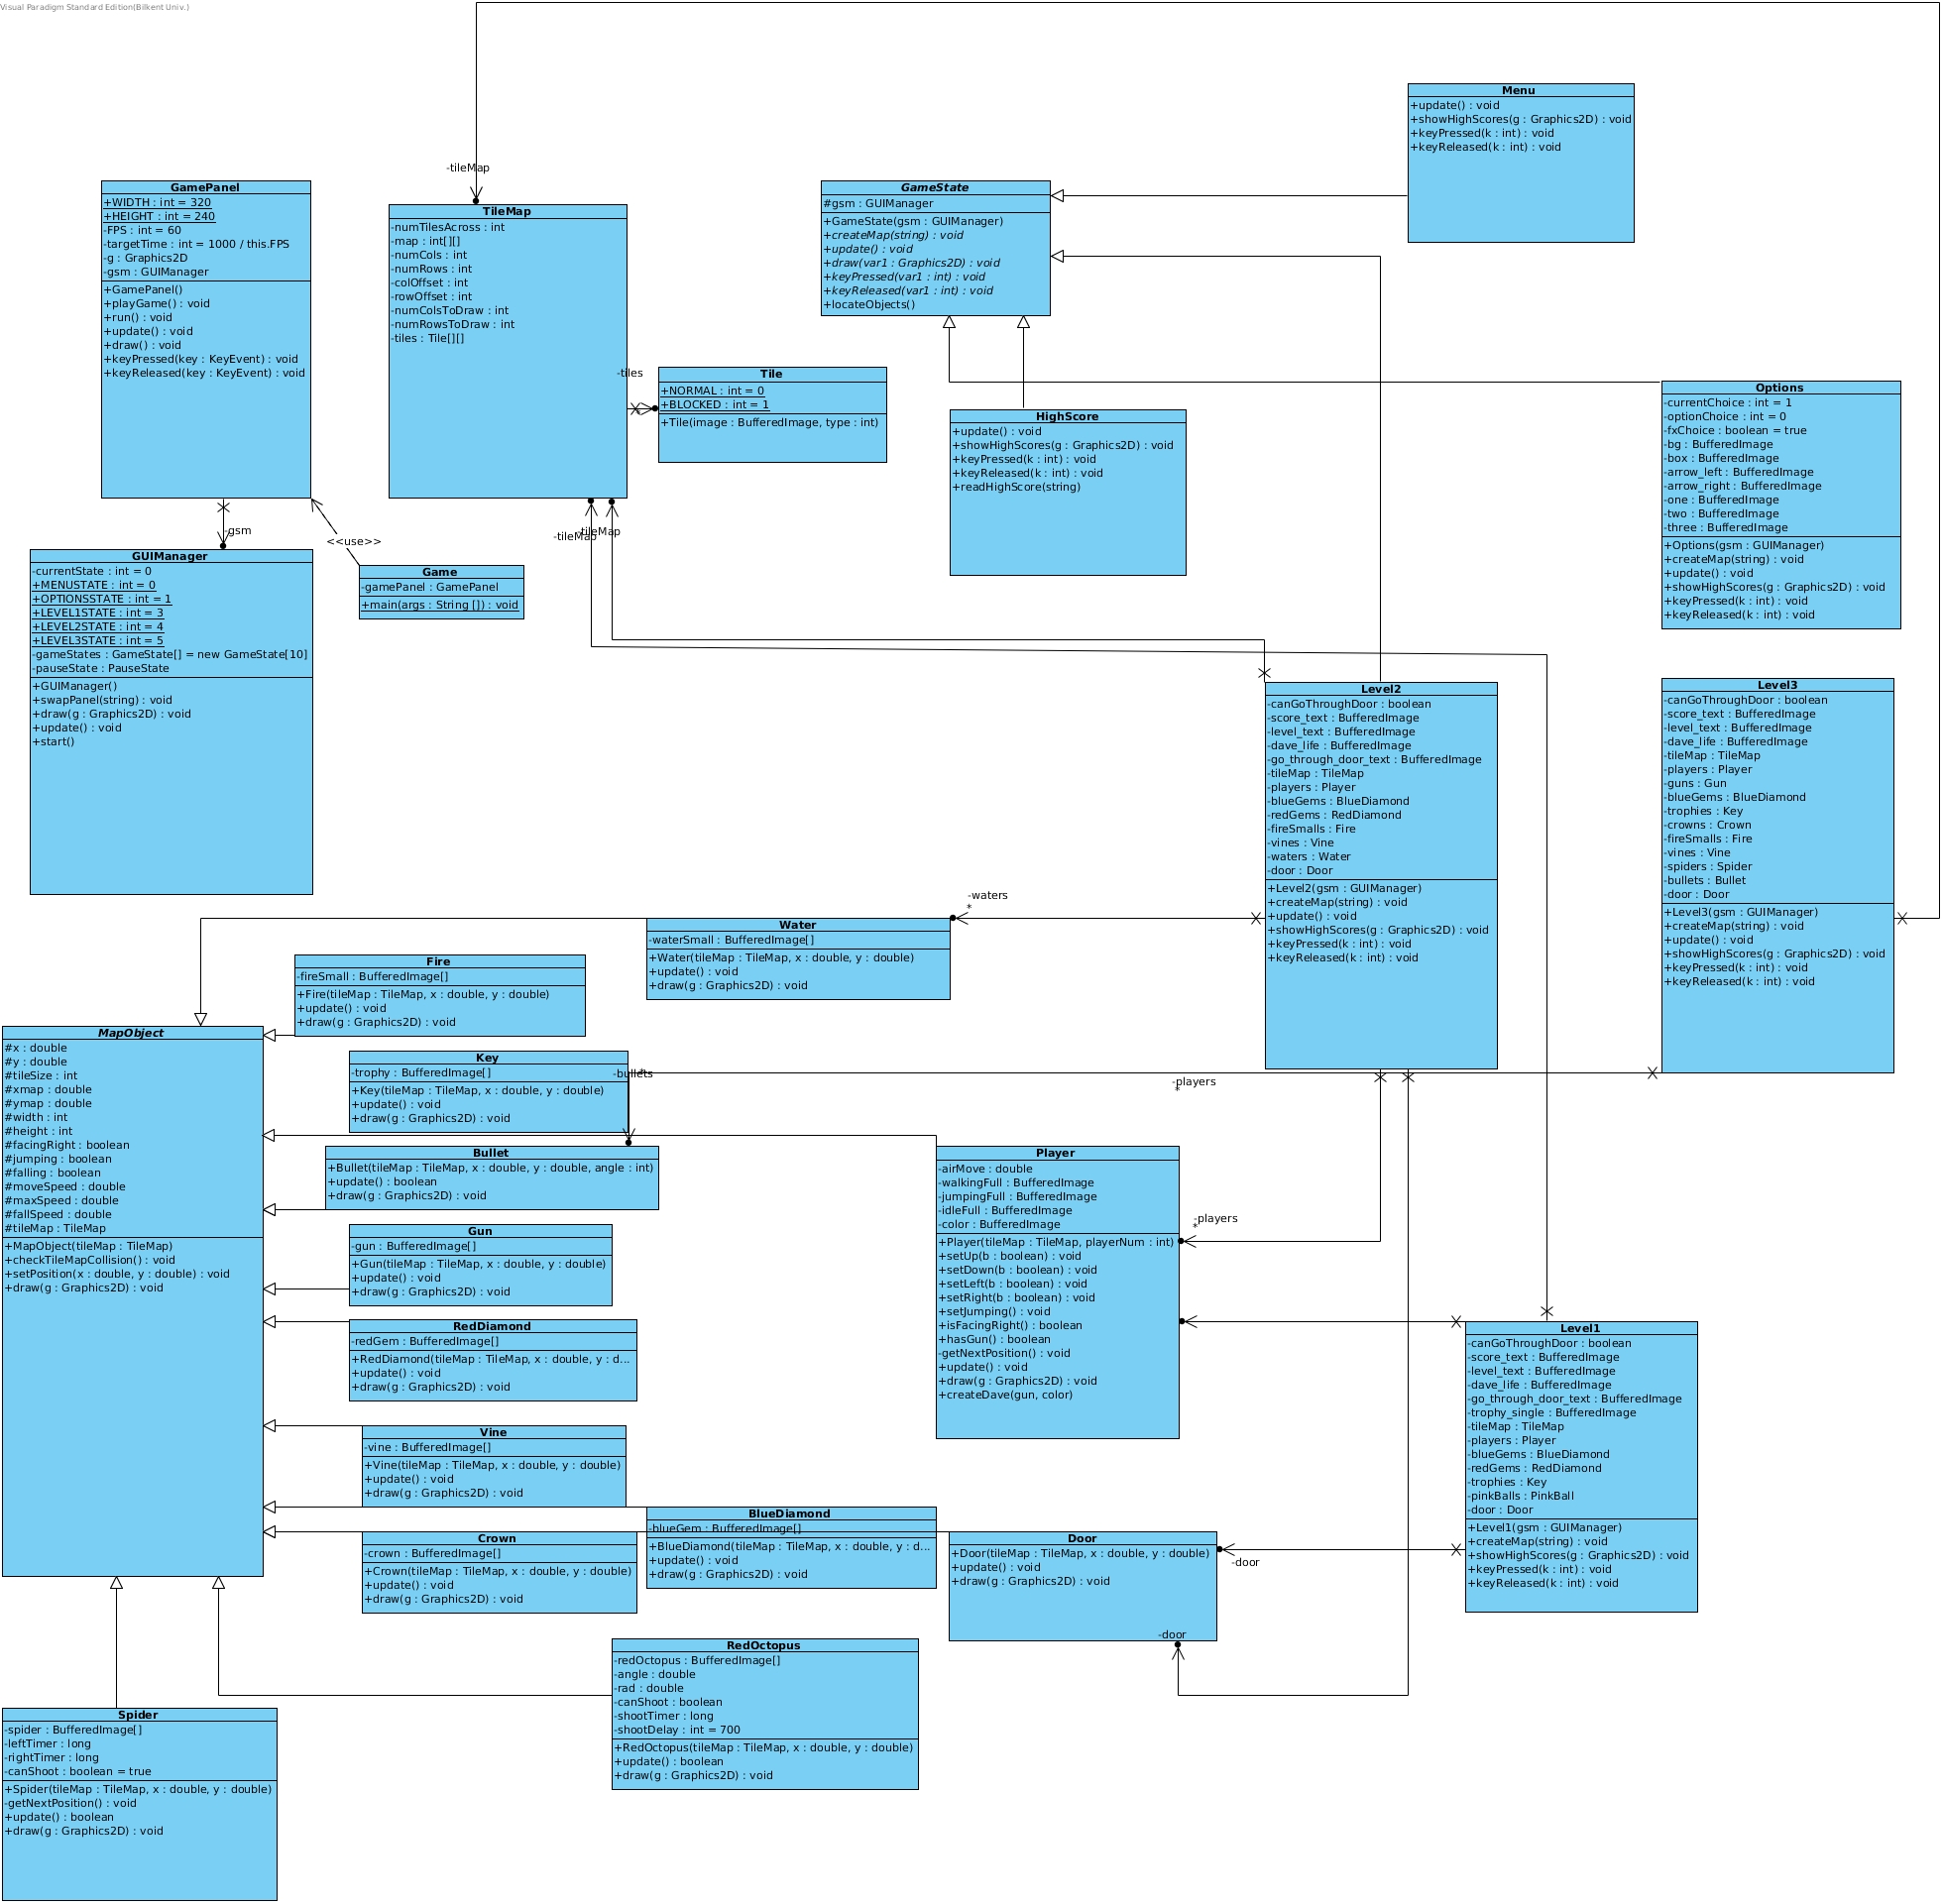 Visual Paradigm Standard Edition(Bilkent Univ.)
Menu
+update() : void
+showHighScores(g : Graphics2D) : void
+keyPressed(k : int) : void
+keyReleased(k : int) : void
-tileMap
GamePanel
+WIDTH : int = 320
+HEIGHT : int = 240
-FPS : int = 60
-targetTime : int = 1000 / this.FPS
-g : Graphics2D
-gsm : GUIManager
+GamePanel()
+playGame() : void
+run() : void
+update() : void
+draw() : void
+keyPressed(key : KeyEvent) : void
+keyReleased(key : KeyEvent) : void
TileMap
-numTilesAcross : int
-map : int[][]
-numCols : int
-numRows : int
-colOffset : int
-rowOffset : int
-numColsToDraw : int
-numRowsToDraw : int
-tiles : Tile[][]
GameState
#gsm : GUIManager
+GameState(gsm : GUIManager)
+createMap(string) : void
+update() : void
+draw(var1 : Graphics2D) : void
+keyPressed(var1 : int) : void
+keyReleased(var1 : int) : void
+locateObjects()
-tiles
Tile
+NORMAL : int = 0
+BLOCKED : int = 1
+Tile(image : BufferedImage, type : int)
HighScore
+update() : void
+showHighScores(g : Graphics2D) : void
+keyPressed(k : int) : void
+keyReleased(k : int) : void
+readHighScore(string)
Options
-currentChoice : int = 1
-optionChoice : int = 0
-fxChoice : boolean = true
-bg : BufferedImage
-box : BufferedImage
-arrow_left : BufferedImage
-arrow_right : BufferedImage
-one : BufferedImage
-two : BufferedImage
-three : BufferedImage
+Options(gsm : GUIManager)
+createMap(string) : void
+update() : void
+showHighScores(g : Graphics2D) : void
+keyPressed(k : int) : void
+keyReleased(k : int) : void
-gsm
<<use>>
-tileMap
-tileMap
GUIManager
-currentState : int = 0
+MENUSTATE : int = 0
+OPTIONSSTATE : int = 1
+LEVEL1STATE : int = 3
+LEVEL2STATE : int = 4
+LEVEL3STATE : int = 5
-gameStates : GameState[] = new GameState[10]
-pauseState : PauseState
+GUIManager()
+swapPanel(string) : void
+draw(g : Graphics2D) : void
+update() : void
+start()
Game
-gamePanel : GamePanel
+main(args : String []) : void
Level2
-canGoThroughDoor : boolean
-score_text : BufferedImage
-level_text : BufferedImage
-dave_life : BufferedImage
-go_through_door_text : BufferedImage
-tileMap : TileMap
-players : Player
-blueGems : BlueDiamond
-redGems : RedDiamond
-fireSmalls : Fire
-vines : Vine
-waters : Water
-door : Door
+Level2(gsm : GUIManager)
+createMap(string) : void
+update() : void
+showHighScores(g : Graphics2D) : void
+keyPressed(k : int) : void
+keyReleased(k : int) : void
Level3
-canGoThroughDoor : boolean
-score_text : BufferedImage
-level_text : BufferedImage
-dave_life : BufferedImage
-tileMap : TileMap
-players : Player
-guns : Gun
-blueGems : BlueDiamond
-trophies : Key
-crowns : Crown
-fireSmalls : Fire
-vines : Vine
-spiders : Spider
-bullets : Bullet
-door : Door
+Level3(gsm : GUIManager)
+createMap(string) : void
+update() : void
+showHighScores(g : Graphics2D) : void
+keyPressed(k : int) : void
+keyReleased(k : int) : void
-waters
*
Water
-waterSmall : BufferedImage[]
+Water(tileMap : TileMap, x : double, y : double)
+update() : void
+draw(g : Graphics2D) : void
Fire
-fireSmall : BufferedImage[]
+Fire(tileMap : TileMap, x : double, y : double)
+update() : void
+draw(g : Graphics2D) : void
MapObject
#x : double
#y : double
#tileSize : int
#xmap : double
#ymap : double
#width : int
#height : int
#facingRight : boolean
#jumping : boolean
#falling : boolean
#moveSpeed : double
#maxSpeed : double
#fallSpeed : double
#tileMap : TileMap
+MapObject(tileMap : TileMap)
+checkTileMapCollision() : void
+setPosition(x : double, y : double) : void
+draw(g : Graphics2D) : void
Key
-trophy : BufferedImage[]
+Key(tileMap : TileMap, x : double, y : double)
+update() : void
+draw(g : Graphics2D) : void
-bullets
*
-players
*
Bullet
+Bullet(tileMap : TileMap, x : double, y : double, angle : int)
+update() : boolean
+draw(g : Graphics2D) : void
Player
-airMove : double
-walkingFull : BufferedImage
-jumpingFull : BufferedImage
-idleFull : BufferedImage
-color : BufferedImage
+Player(tileMap : TileMap, playerNum : int)
+setUp(b : boolean) : void
+setDown(b : boolean) : void
+setLeft(b : boolean) : void
+setRight(b : boolean) : void
+setJumping() : void
+isFacingRight() : boolean
+hasGun() : boolean
-getNextPosition() : void
+update() : void
+draw(g : Graphics2D) : void
+createDave(gun, color)
-players
*
Gun
-gun : BufferedImage[]
+Gun(tileMap : TileMap, x : double, y : double)
+update() : void
+draw(g : Graphics2D) : void
RedDiamond
-redGem : BufferedImage[]
+RedDiamond(tileMap : TileMap, x : double, y : d...
+update() : void
+draw(g : Graphics2D) : void
Level1
-canGoThroughDoor : boolean
-score_text : BufferedImage
-level_text : BufferedImage
-dave_life : BufferedImage
-go_through_door_text : BufferedImage
-trophy_single : BufferedImage
-tileMap : TileMap
-players : Player
-blueGems : BlueDiamond
-redGems : RedDiamond
-trophies : Key
-pinkBalls : PinkBall
-door : Door
+Level1(gsm : GUIManager)
+createMap(string) : void
+showHighScores(g : Graphics2D) : void
+keyPressed(k : int) : void
+keyReleased(k : int) : void
Vine
-vine : BufferedImage[]
+Vine(tileMap : TileMap, x : double, y : double)
+update() : void
+draw(g : Graphics2D) : void
BlueDiamond
-blueGem : BufferedImage[]
+BlueDiamond(tileMap : TileMap, x : double, y : d...
+update() : void
+draw(g : Graphics2D) : void
Crown
-crown : BufferedImage[]
+Crown(tileMap : TileMap, x : double, y : double)
+update() : void
+draw(g : Graphics2D) : void
Door
+Door(tileMap : TileMap, x : double, y : double)
+update() : void
+draw(g : Graphics2D) : void
-door
-door
RedOctopus
-redOctopus : BufferedImage[]
-angle : double
-rad : double
-canShoot : boolean
-shootTimer : long
-shootDelay : int = 700
+RedOctopus(tileMap : TileMap, x : double, y : double)
+update() : boolean
+draw(g : Graphics2D) : void
Spider
-spider : BufferedImage[]
-leftTimer : long
-rightTimer : long
-canShoot : boolean = true
+Spider(tileMap : TileMap, x : double, y : double)
-getNextPosition() : void
+update() : boolean
+draw(g : Graphics2D) : void